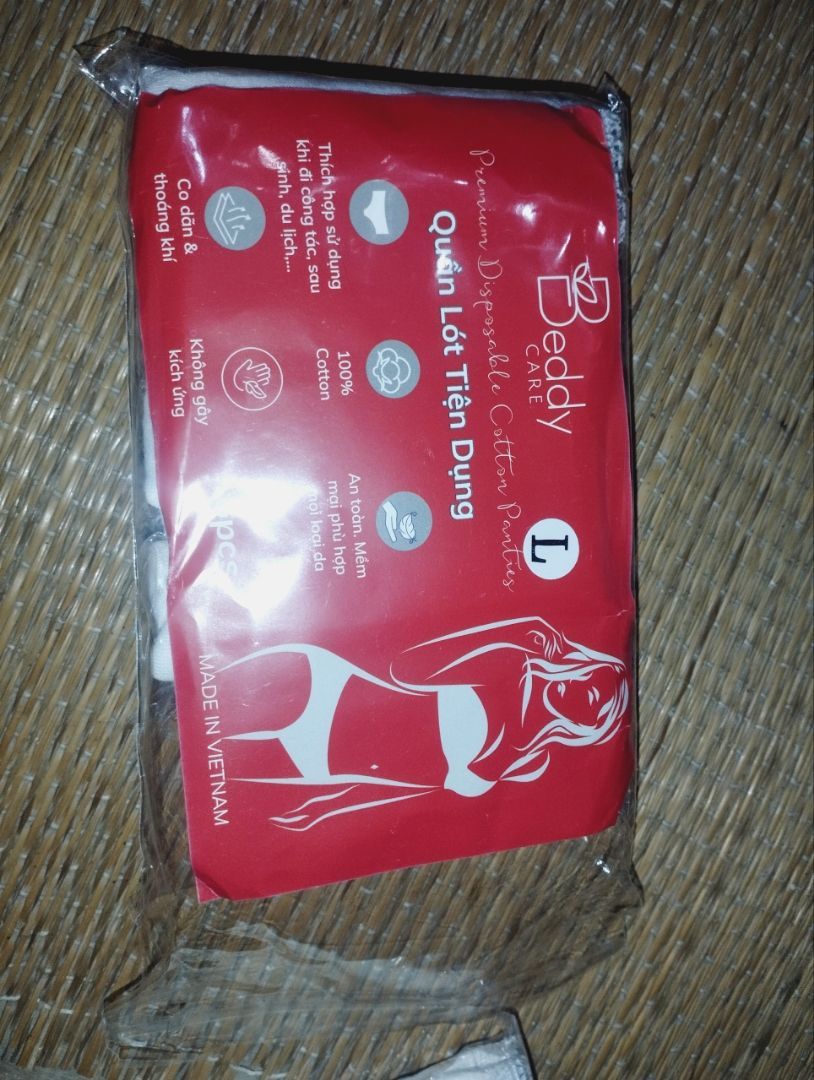 Beddy
CARE
L
Premium Disposable Cotton Panties
Quần Lót Tiện Dụng
Thích hợp sử dụng
khi đi công tác, sau
sinh, du lịch,...
100%
Cotton
An toàn. Mềm
mại phù hợp
mọi loại da
Co dãn &
thoáng khí
Không gây
kích ứng
pcs
MADE IN VIETNAM